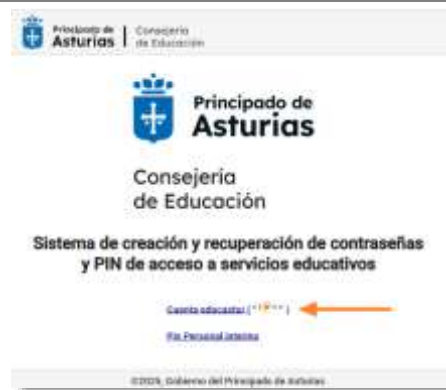 Principado de
Asturias
Consejería
de Educación
Principado de
Asturias
Consejería
de Educación
Sistema de creación y recuperación de contraseñas
y PIN de acceso a servicios educativos
Cuenta educastur (
Pin Personal Interno
Gobierno del Principado de Asturias